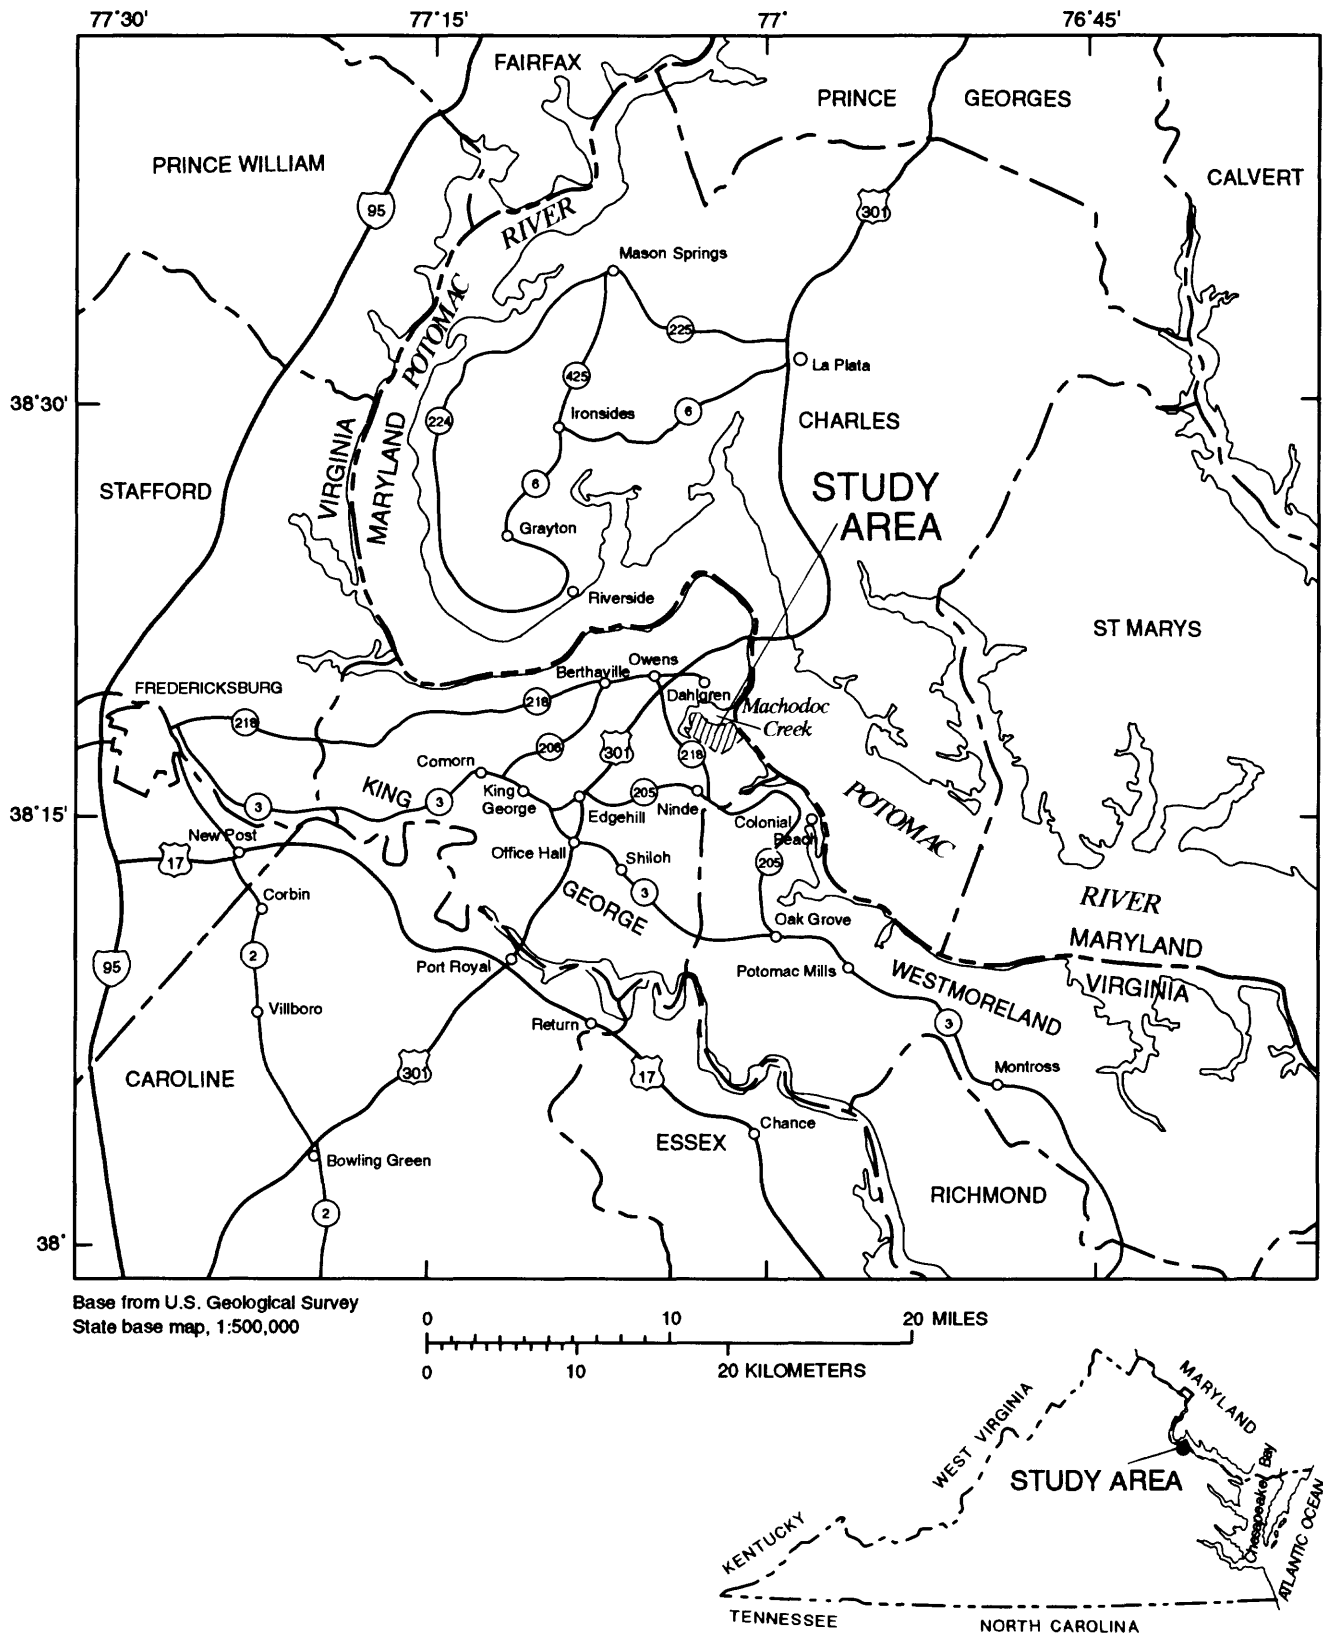 77°30'
77°15'
77°
76°45'
FAIRFAX
PRINCE GEORGES
PRINCE WILLIAM
CALVERT
95
301
RIVER
Mason Springs
POTOMAC
225
La Plata
425
38°30'
Ironsides
6
224
CHARLES
VIRGINIA
MARYLAND
STUDY
AREA
STAFFORD
6
Grayton
Riverside
ST MARYS
Owens
Berthaville
FREDERICKSBURG
Dahlgren
218
218
Machodoc
Creek
206
301
218
Comorn
KING
3
3
King
George
205
Ninde
Edgehill
38°15'
Colonial
Beach
POTOMAC
New Post
17
Office Hall
Shiloh
205
3
Corbin
GEORGE
RIVER
Oak Grove
MARYLAND
2
95
Port Royal
Potomac Mills
WESTMORELAND
VIRGINIA
Villboro
Return
3
301
17
Montross
CAROLINE
Chance
ESSEX
Bowling Green
RICHMOND
2
38°
Base from U.S. Geological Survey
State base map, 1:500,000
0 10 20 MILES
0 10 20 KILOMETERS
MARYLAND
WEST VIRGINIA
STUDY AREA
Chesapeake Bay
ATLANTIC OCEAN
KENTUCKY
TENNESSEE
NORTH CAROLINA